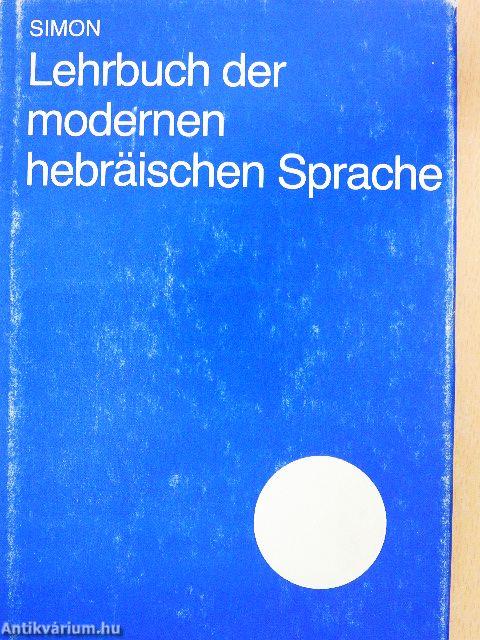 SIMON
Lehrbuch der
modernen
hebräischen Sprache
Antikvárium.hu